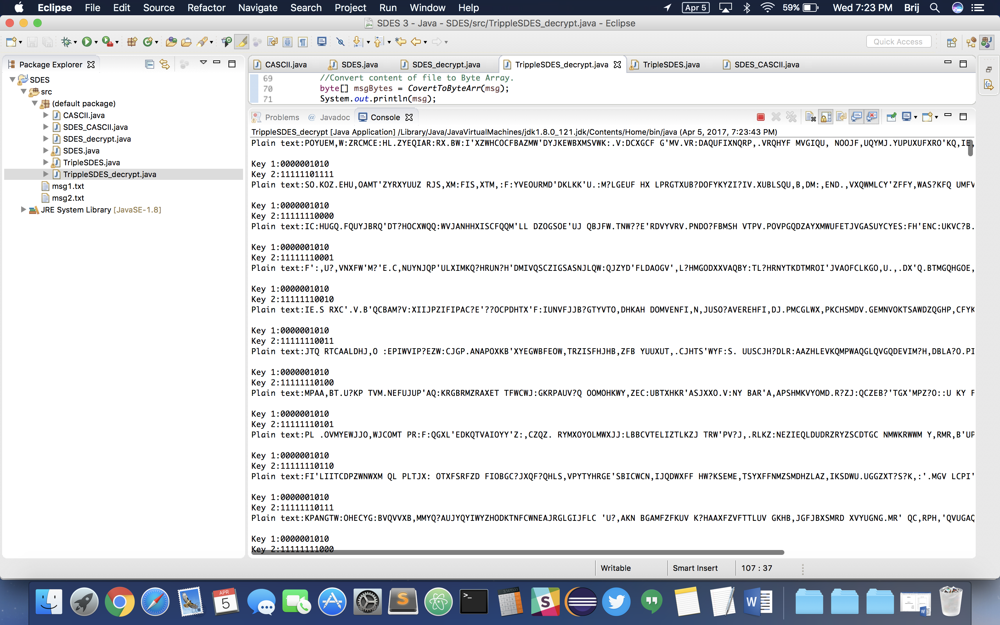 Eclipse File Edit Source Refactor Navigate Search Project Run Window Help Apr 5 59% Wed 7:23 PM Brij
SDES 3 - Java - SDES/src/TrippleSDES_decrypt.java - Eclipse
Quick Access
Package Explorer
SDES
src
(default package)
CASCII.java
SDES_CASCII.java
SDES_decrypt.java
SDES.java
TripleSDES.java
TrippleSDES_decrypt.java
msg1.txt
msg2.txt
JRE System Library [JavaSE-1.8]
CASCII.java SDES.java SDES_decrypt.java TrippleSDES_decrypt.java TripleSDES.java SDES_CASCII.java
69 //Convert content of file to Byte Array.
70 byte[] msgBytes = CovertToByteArr(msg);
71 System.out.println(msg);
Problems @ Javadoc Console
TrippleSDES_decrypt [Java Application] /Library/Java/JavaVirtualMachines/jdk1.8.0_121.jdk/Contents/Home/bin/java (Apr 5, 2017, 7:23:43 PM)
Plain text:POYUEM,W:ZRCMCE:HL.ZYEQIAR:RX.BW:I'XZWHCOCFBAZMW'DYJKEWBXMSVWK:.V:DCXGCF G'MV.VR:DAQUFIXNQRP,.VRQHYF MVGIQU, NOOJF,UQYMJ.YUPUXUFXRO'KQ,IE,
Key 1:0000001010
Key 2:11111101111
Plain text:SO.KOZ.EHU,OAMT'ZYRXYUUZ RJS,XM:FIS,XTM,:F:YVEOURMD'DKLKK'U.:M?LGEUF HX LPRGTXUB?DOFYKYZI?IV.XUBLSQU,B,DM:,END.,VXQWMLCY'ZFFY,WAS?KFQ UMFV
Key 1:0000001010
Key 2:11111110000
Plain text:IC:HUGQ.FQUYJBRQ'DT?HOCXWQQ:WVJANHHXISCFQQM'LL DZOGSOE'UJ QBJFW.TNW??E'RDVYVRV.PNDO?FBMSH VTPV.POVPGQDZAYXMWUFETJVGASUYCYES:FH'ENC:UKVC?B.
Key 1:0000001010
Key 2:11111110001
Plain text:F':,U?,VNXFW'M?'E.C,NUYNJQP'ULXIMKQ?HRUN?H'DMIVQSCZIGSASNJLQW:QJZYD'FLDAOGV',L?HMGODXXVAQBY:TL?HRNYTKDTMROI'JVAOFCLKGO,U.,.DX'Q.BTMGQHGOE,
Key 1:0000001010
Key 2:11111110010
Plain text:IE.S RXC'.V.B'QCBAM?V:XIIJPZIFIPAC?E'??OCPDHTX'F:IUNVFJJB?GTYVTO,DHKAH DOMVENFI,N,JUSO?AVEREHFI,DJ.PMCGLWX,PKCHSMDV.GEMNVOKTSAWDZQGHP,CFYK
Key 1:0000001010
Key 2:11111110011
Plain text:JTQ RTCAALDHJ,O :EPIWVIP?EZW:CJGP.ANAPOXKB'XYEGWBFEOW,TRZISFHJHB,ZFB YUUXUT,.CJHTS'WYF:S. UUSCJH?DLR:AAZHLEVKQMPWAQGLQVGQDEVIM?H,DBLA?O.PI
Key 1:0000001010
Key 2:11111110100
Plain text:MPAA,BT.U?KP TVM.NEFUJUP'AQ:KRGBRMZRAXET TFWCWJ:GKRPAUV?Q OOMOHKWY,ZEC:UBTXHKR'ASJXXO.V:NY BAR'A,APSHMKVYOMD.R?ZJ:QCZEB?'TGX'MPZ?O::U KY F
Key 1:0000001010
Key 2:11111110101
Plain text:PL .OVMYEWJJO,WJCOMT PR:F:QGXL'EDKQTVAIOYY'Z:,CZQZ. RYMXOYOLMWXJJ:LBBCVTELIZTLKZJ TRW'PV?J,.RLKZ:NEZIEQLDUDRZRYZSCDTGC NMWKRWWM Y,RMR,B'UP
Key 1:0000001010
Key 2:11111110110
Plain text:FI'LIITCDPZWNWXM QL PLTJX: OTXFSRFZD FIOBGC?JXQF?QHLS,VPYTYHRGE'SBICWCN,IJQDWXFF HW?KSEME,TSYXFFNMZSMDHZLAZ,IKSDWU.UGGZXT?S?K,:'.MGV LCPI'
Key 1:0000001010
Key 2:11111110111
Plain text:KPANGTW:OHECYG:BVQVVXB,MMYQ?AUJYQYIWYZHODKTNFCWNEAJRGLGIJFLC 'U?,AKN BGAMFZFKUV K?HAAXFZVFTTLUV GKHB,JGFJBXSMRD XVYUGNG.MR' QC,RPH,'QVUGAQ
Key 1:0000001010
Key 2:11111111000
Writable Smart Insert 107 : 37
APR
5